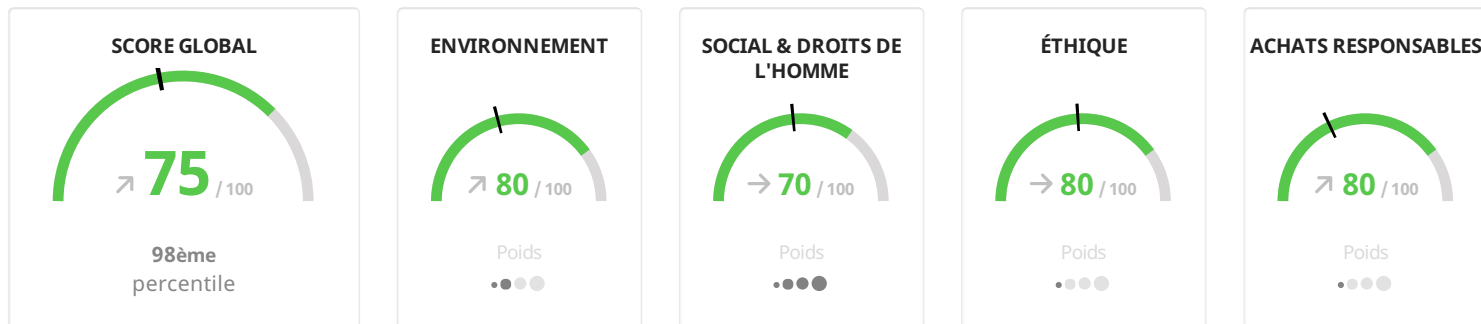 SCORE GLOBAL
75 / 100
98ème
percentile
ENVIRONNEMENT
80 / 100
Poids
SOCIAL & DROITS DE
L'HOMME
70 / 100
Poids
ÉTHIQUE
80 / 100
Poids
ACHATS RESPONSABLES
80 / 100
Poids